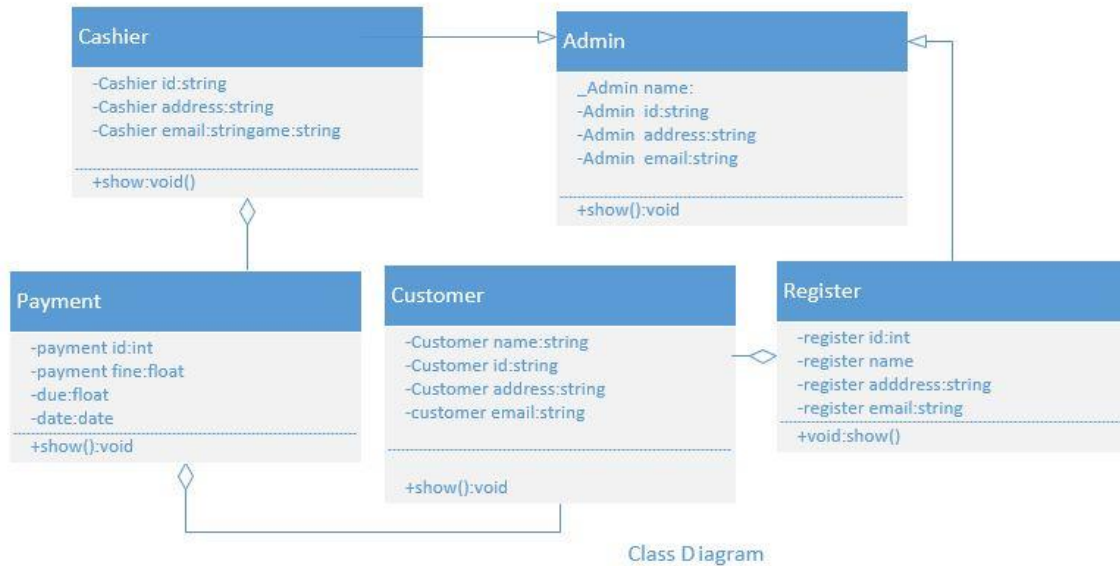 Cashier
-Cashier id:string
-Cashier address:string
-Cashier email:stringame:string
+show:void()
Admin
_Admin name:
-Admin id:string
-Admin address:string
-Admin email:string
+show():void
Payment
-payment id:int
-payment fine:float
-due:float
-date:date
+show():void
Customer
-Customer name:string
-Customer id:string
-Customer address:string
-customer email:string
+show():void
Register
-register id:int
-register name
-register adddress:string
-register email:string
+void:show()
Class Diagram